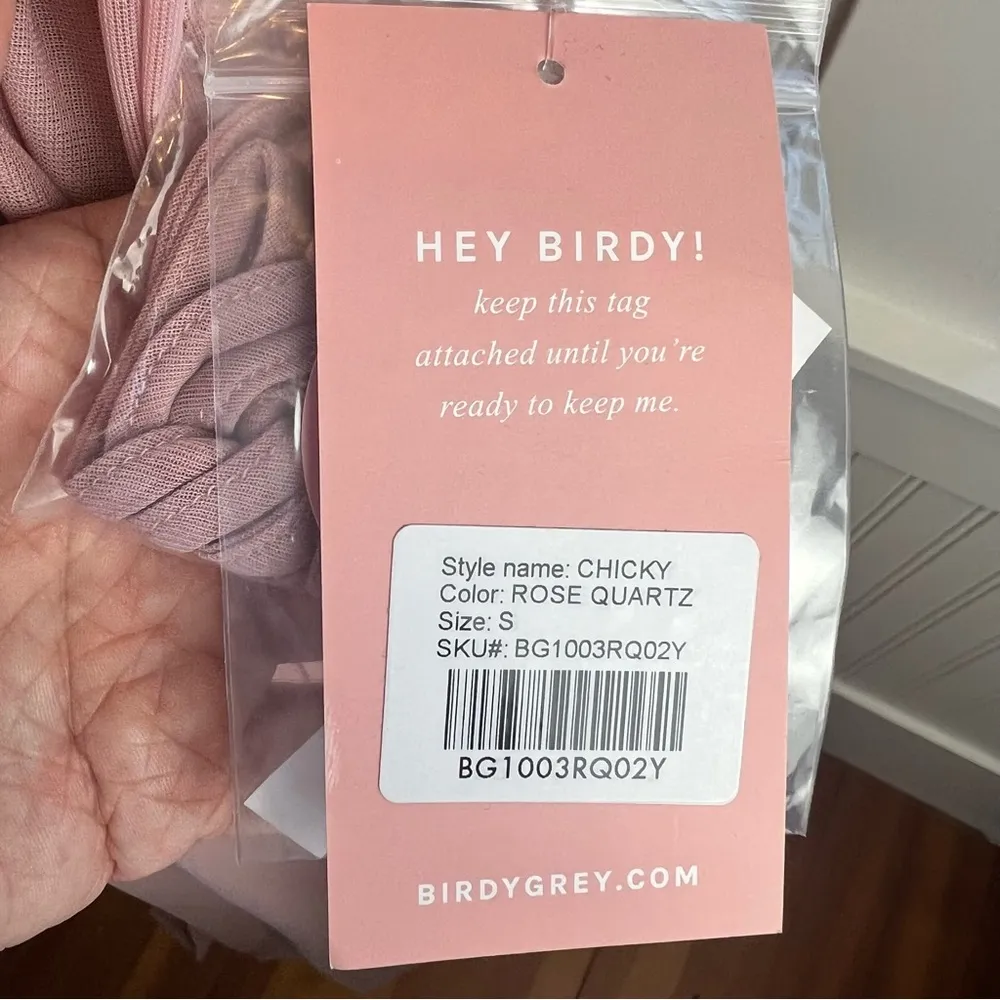 HEY BIRDY!
keep this tag
attached until you're
ready to keep me.
Style name: CHICKY
Color: ROSE QUARTZ
Size: S
SKU#: BG1003RQ02Y
BG1003RQ02Y
BIRDYGREY.COM